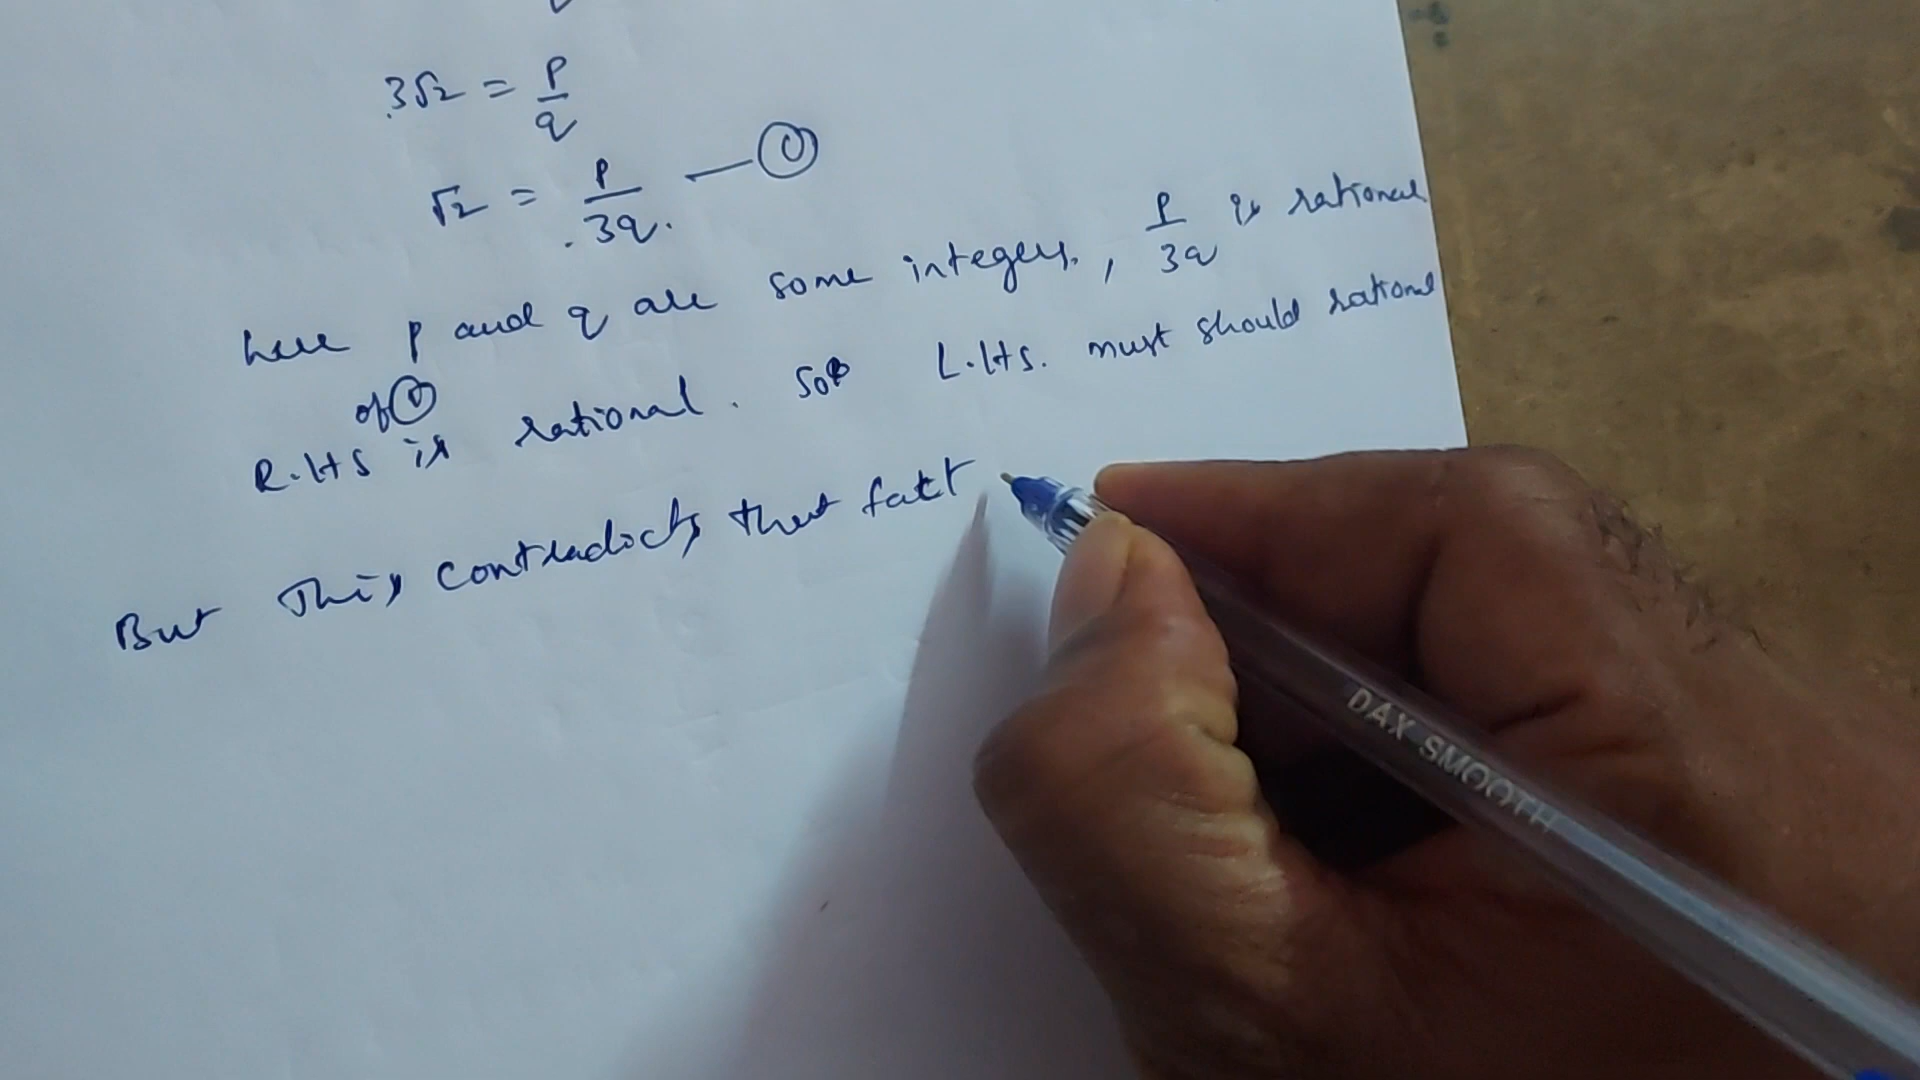 3√2 = p/q
√2 = p/3q. — ①
here p and q are some integers, p/3q is rational
of ①
R.H.S is rational. So L.H.S. must should rational
But This contradicts that fact
DAX SMOOTH